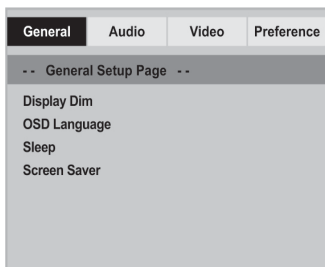 General Audio Video Preference
-- General Setup Page --
Display Dim
OSD Language
Sleep
Screen Saver